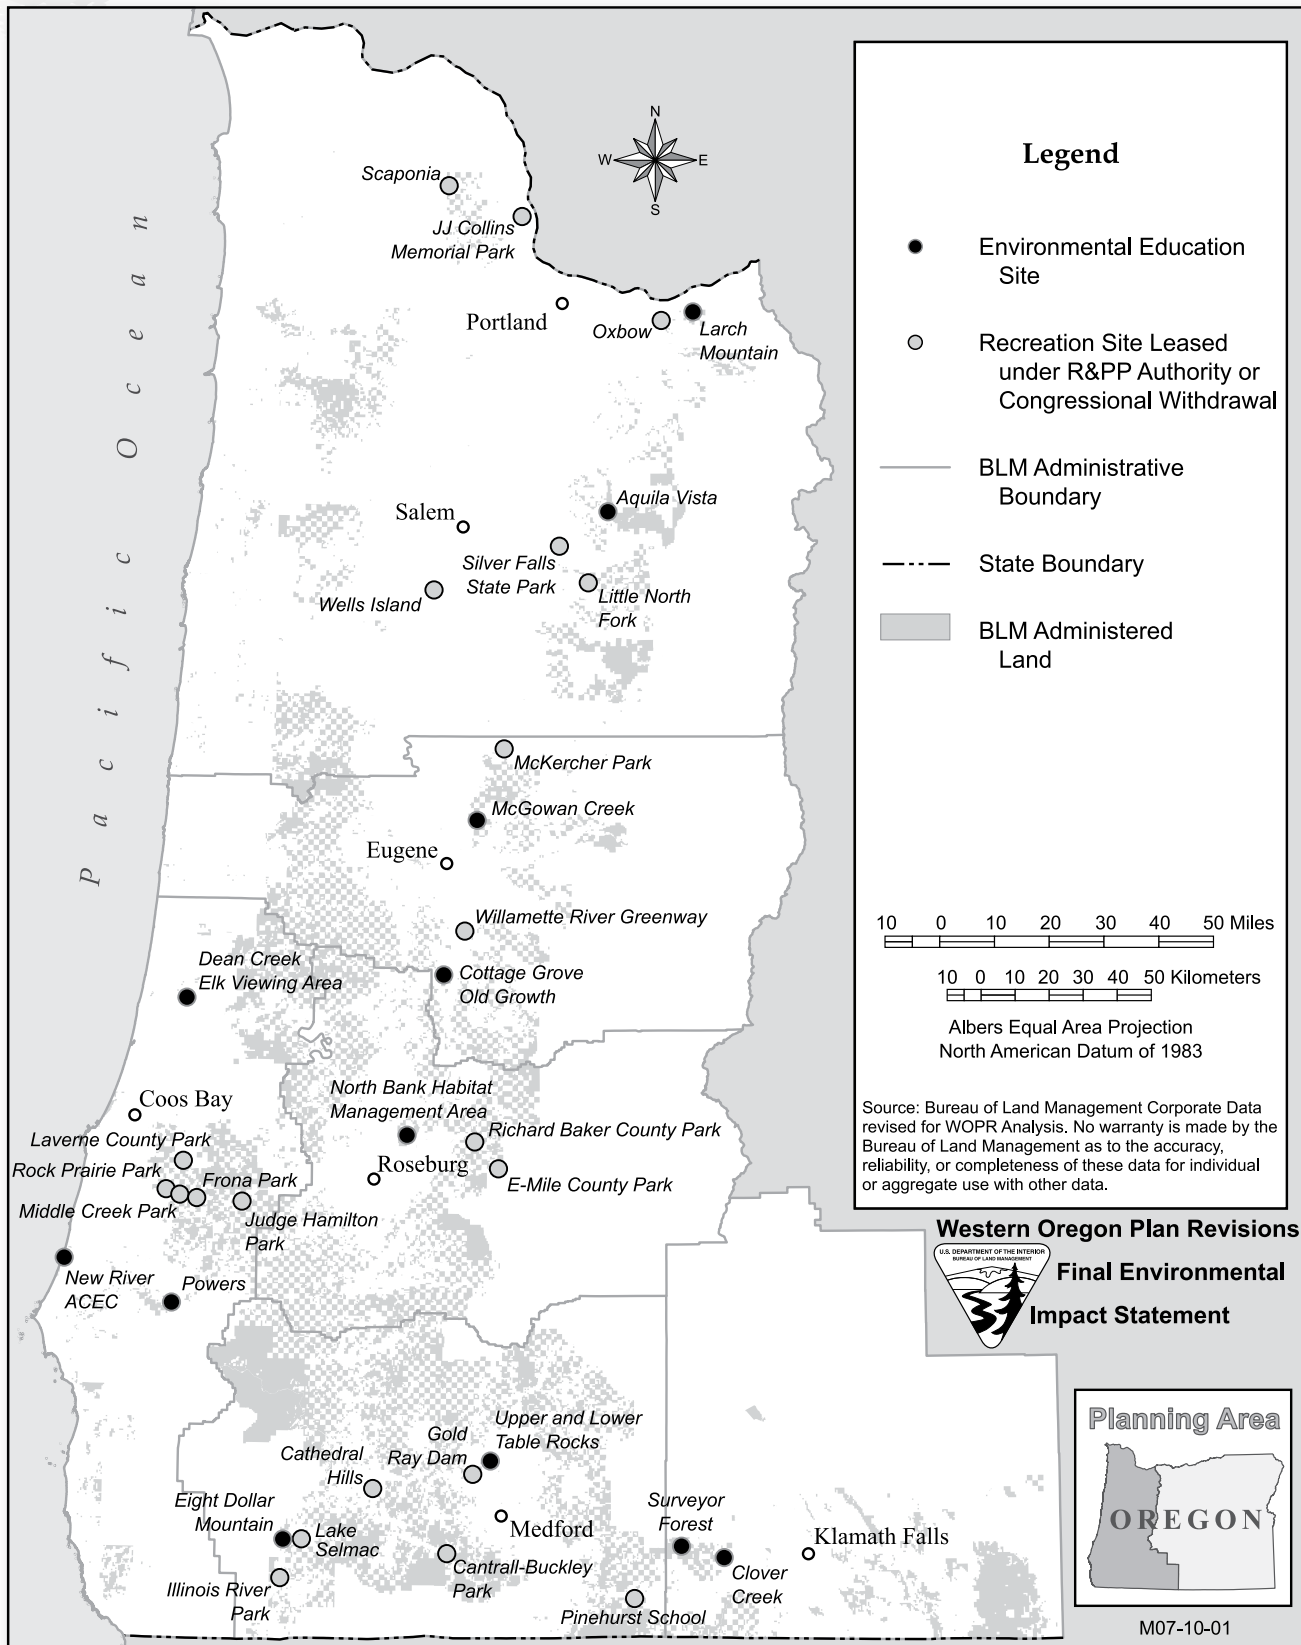 Pacific Ocean
N
W E
S
Scaponia
JJ Collins
Memorial Park
Portland
Oxbow
Larch
Mountain
Aquila Vista
Salem
Silver Falls
State Park
Wells Island
Little North
Fork
McKercher Park
McGowan Creek
Eugene
Willamette River Greenway
Dean Creek
Elk Viewing Area
Cottage Grove
Old Growth
North Bank Habitat
Management Area
Coos Bay
Laverne County Park
Richard Baker County Park
Rock Prairie Park
Frona Park
Roseburg
E-Mile County Park
Middle Creek Park
Judge Hamilton
Park
New River
ACEC
Powers
Upper and Lower
Table Rocks
Gold
Ray Dam
Cathedral
Hills
Eight Dollar
Mountain
Lake
Selmac
Medford
Surveyor
Forest
Klamath Falls
Cantrall-Buckley
Park
Clover
Creek
Illinois River
Park
Pinehurst School
Legend
Environmental Education
Site
Recreation Site Leased
under R&PP Authority or
Congressional Withdrawal
BLM Administrative
Boundary
State Boundary
BLM Administered
Land
10 0 10 20 30 40 50 Miles
10 0 10 20 30 40 50 Kilometers
Albers Equal Area Projection
North American Datum of 1983
Source: Bureau of Land Management Corporate Data
revised for WOPR Analysis. No warranty is made by the
Bureau of Land Management as to the accuracy,
reliability, or completeness of these data for individual
or aggregate use with other data.
Western Oregon Plan Revisions
U.S. DEPARTMENT OF THE INTERIOR
BUREAU OF LAND MANAGEMENT
Final Environmental
Impact Statement
Planning Area
OREGON
M07-10-01